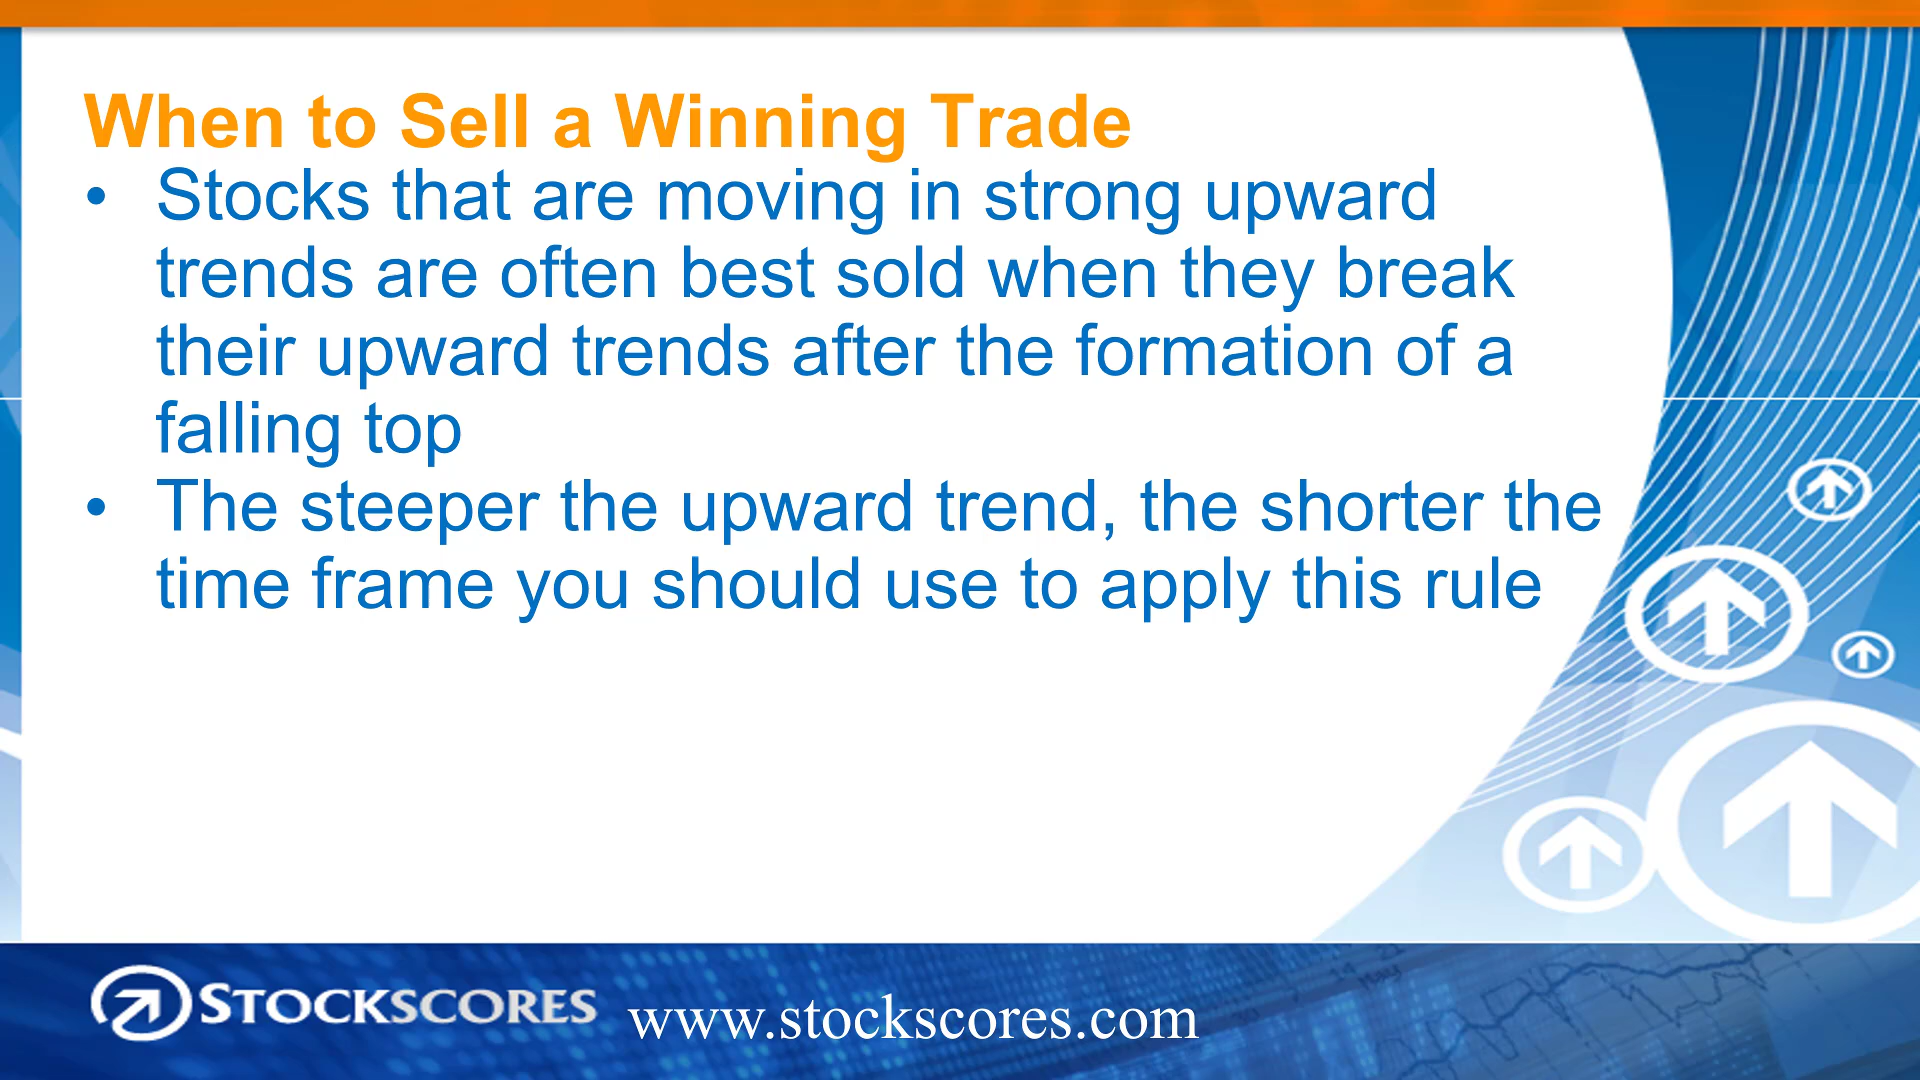 When to Sell a Winning Trade
• Stocks that are moving in strong upward
trends are often best sold when they break
their upward trends after the formation of a
falling top
• The steeper the upward trend, the shorter the
time frame you should use to apply this rule
STOCKSCORES www.stockscores.com